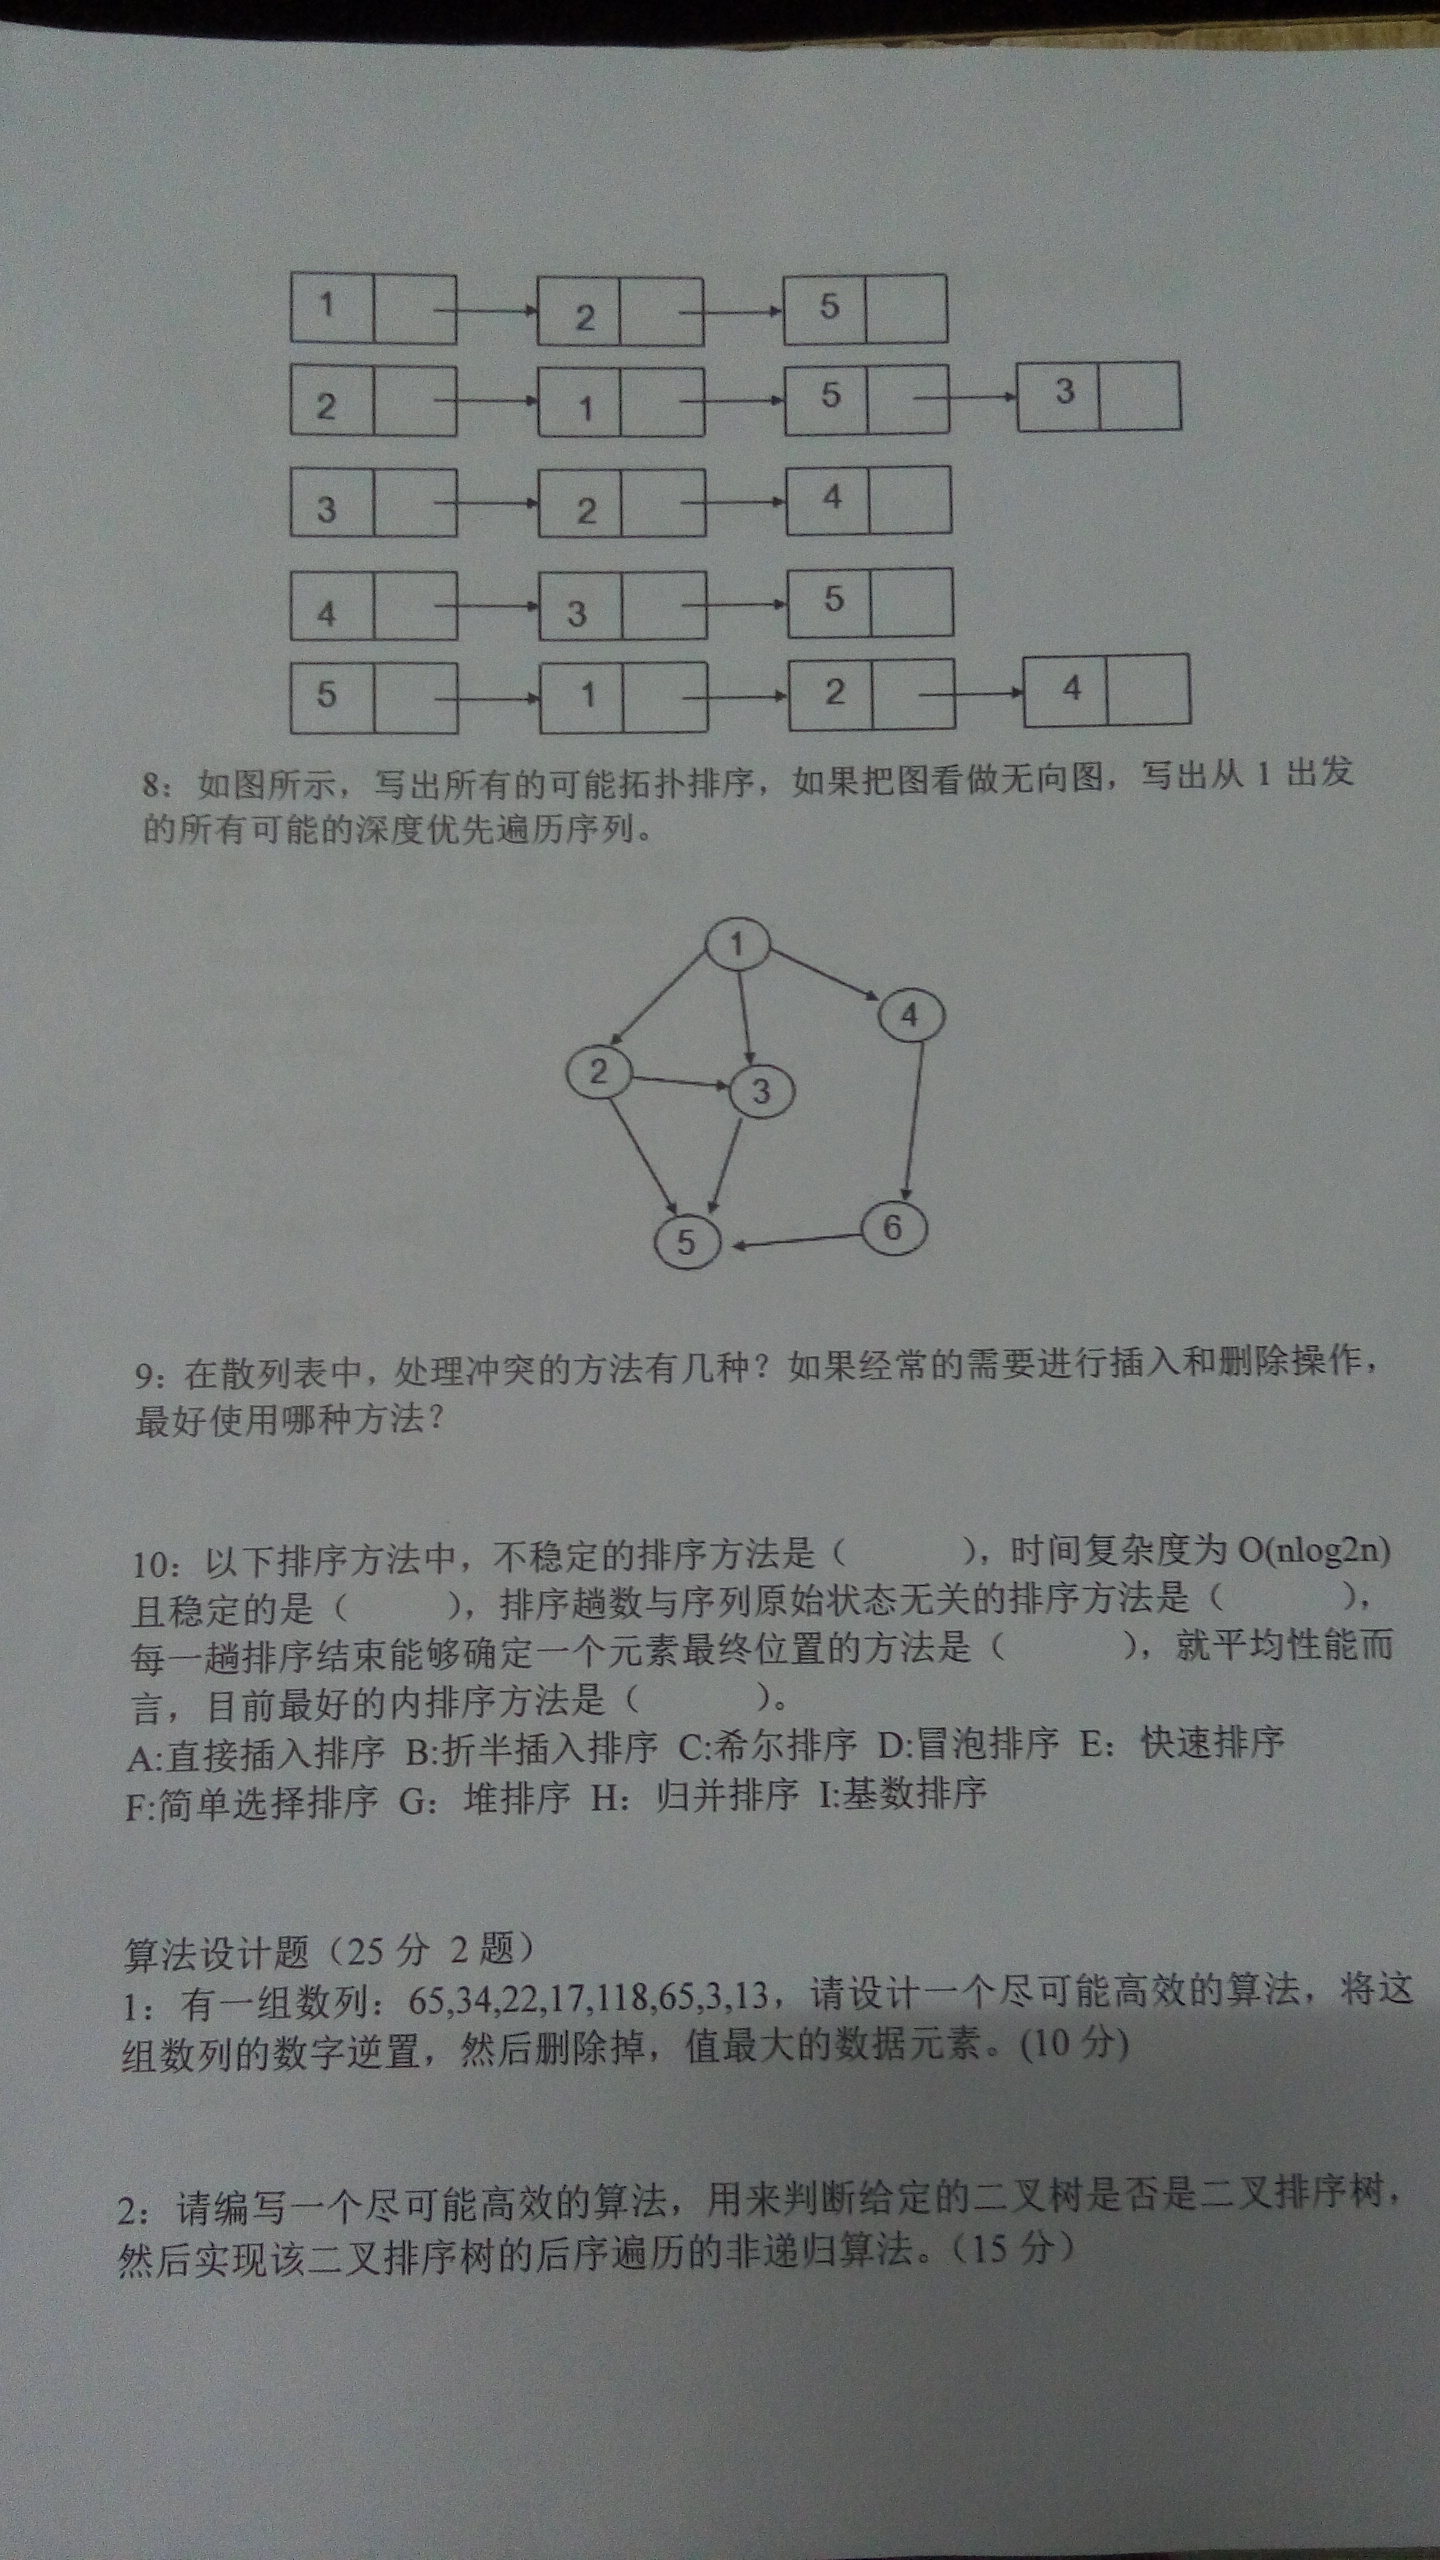 1 2 5
2 1 5 3
3 2 4
4 3 5
5 1 2 4
8：如图所示，写出所有的可能拓扑排序，如果把图看做无向图，写出从 1 出发
的所有可能的深度优先遍历序列。
1
4
2
3
6
5
9：在散列表中，处理冲突的方法有几种？如果经常的需要进行插入和删除操作，
最好使用哪种方法？
10：以下排序方法中，不稳定的排序方法是（ ），时间复杂度为 O(nlog2n)
且稳定的是（ ），排序趟数与序列原始状态无关的排序方法是（ ），
每一趟排序结束能够确定一个元素最终位置的方法是（ ），就平均性能而
言，目前最好的内排序方法是（ ）。
A:直接插入排序 B:折半插入排序 C:希尔排序 D:冒泡排序 E：快速排序
F:简单选择排序 G：堆排序 H：归并排序 I:基数排序
算法设计题（25 分 2 题）
1：有一组数列：65,34,22,17,118,65,3,13，请设计一个尽可能高效的算法，将这
组数列的数字逆置，然后删除掉，值最大的数据元素。(10 分)
2：请编写一个尽可能高效的算法，用来判断给定的二叉树是否是二叉排序树，
然后实现该二叉排序树的后序遍历的非递归算法。（15 分）